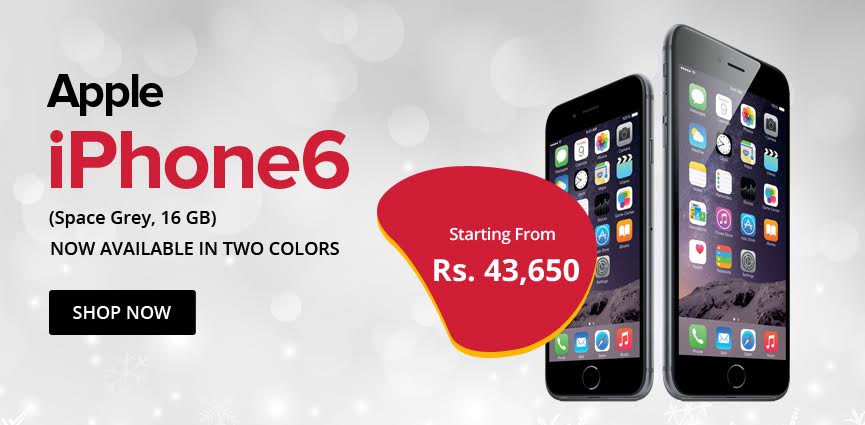 Apple
iPhone6
(Space Grey, 16 GB)
NOW AVAILABLE IN TWO COLORS
SHOP NOW
Starting From
Rs. 43,650